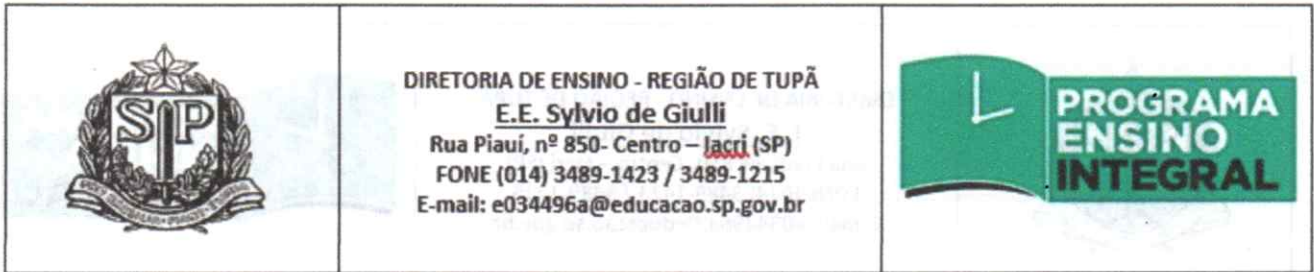 SP
DIRETORIA DE ENSINO - REGIÃO DE TUPÃ
E.E. Sylvio de Giulli
Rua Piauí, nº 850- Centro – Iacri (SP)
FONE (014) 3489-1423 / 3489-1215
E-mail: e034496a@educacao.sp.gov.br
PROGRAMA
ENSINO
INTEGRAL